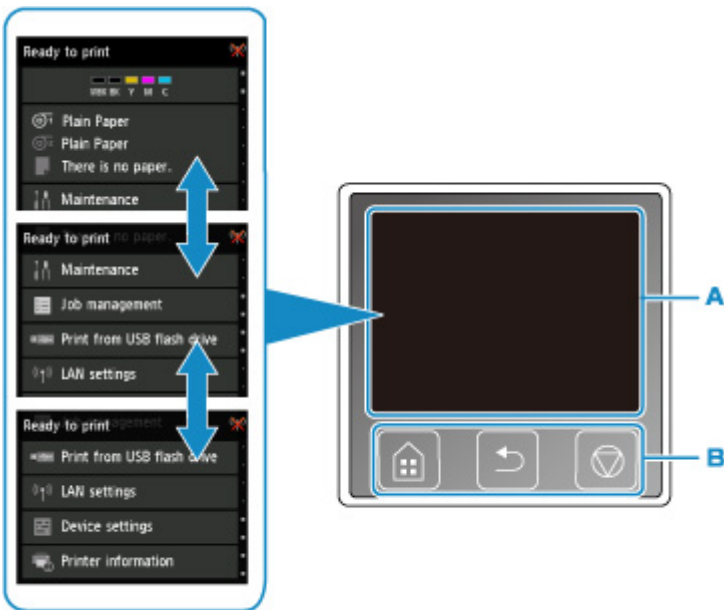 Ready to print
MBK BK Y M C
Plain Paper
Plain Paper
There is no paper.
Maintenance
Ready to print
Maintenance
Job management
Print from USB flash drive
LAN settings
Ready to print
Print from USB flash drive
LAN settings
Device settings
Printer information
A
B